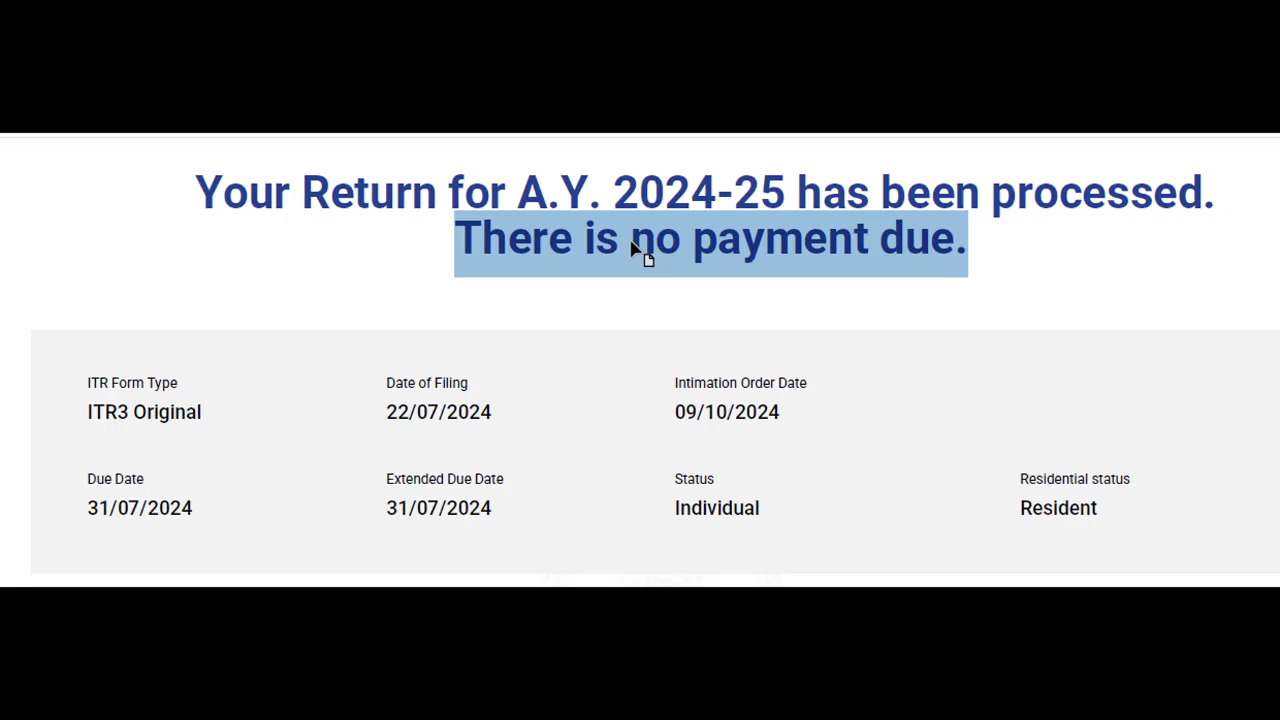 Your Return for A.Y. 2024-25 has been processed.
There is no payment due.
ITR Form Type
ITR3 Original
Date of Filing
22/07/2024
Intimation Order Date
09/10/2024
Due Date
31/07/2024
Extended Due Date
31/07/2024
Status
Individual
Residential status
Resident